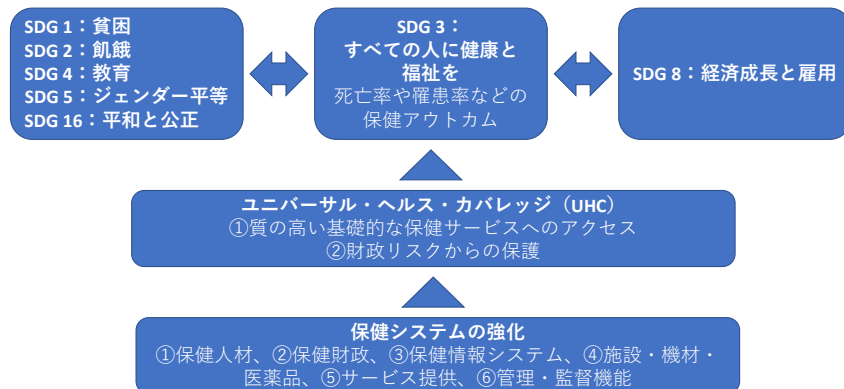 SDG 1：貧困
SDG 2：飢餓
SDG 4：教育
SDG 5：ジェンダー平等
SDG 16：平和と公正
SDG 3：
すべての人に健康と
福祉を
死亡率や罹患率などの
保健アウトカム
SDG 8：経済成長と雇用
ユニバーサル・ヘルス・カバレッジ（UHC）
①質の高い基礎的な保健サービスへのアクセス
②財政リスクからの保護
保健システムの強化
①保健人材、②保健財政、③保健情報システム、④施設・機材・
医薬品、⑤サービス提供、⑥管理・監督機能